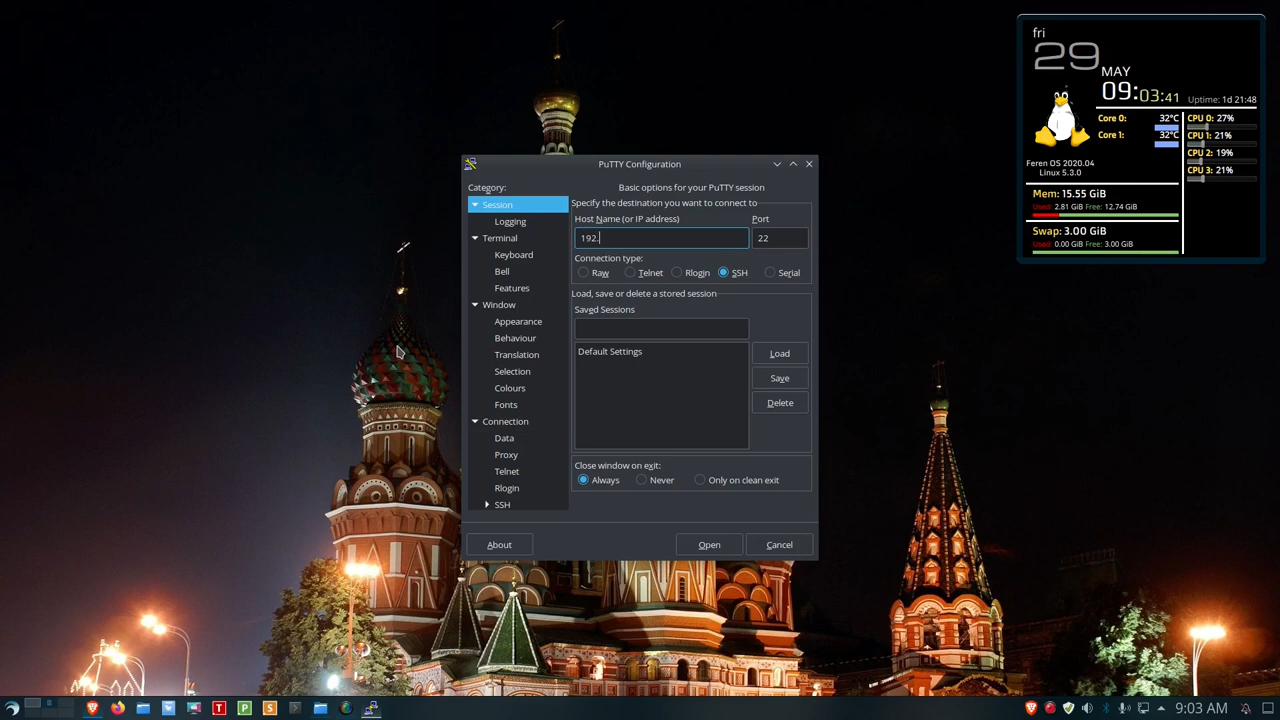 fri
29
MAY
09:03:41
Uptime: 1d 21:48
Core 0: 32°C
Core 1: 32°C
CPU 0: 27%
CPU 1: 21%
CPU 2: 19%
CPU 3: 21%
Feren OS 2020.04
Linux 5.3.0
Mem: 15.55 GiB
Used: 2.81 GiB Free: 12.74 GiB
Swap: 3.00 GiB
Used: 0.00 GiB Free: 3.00 GiB
PuTTY Configuration
Category:
Session
Logging
Terminal
Keyboard
Bell
Features
Window
Appearance
Behaviour
Translation
Selection
Colours
Fonts
Connection
Data
Proxy
Telnet
Rlogin
SSH
Basic options for your PuTTY session
Specify the destination you want to connect to
Host Name (or IP address) Port
192. 22
Connection type:
Raw Telnet Rlogin SSH Serial
Load, save or delete a stored session
Saved Sessions
Default Settings
Load
Save
Delete
Close window on exit:
Always Never Only on clean exit
About Open Cancel
T P S
9:03 AM